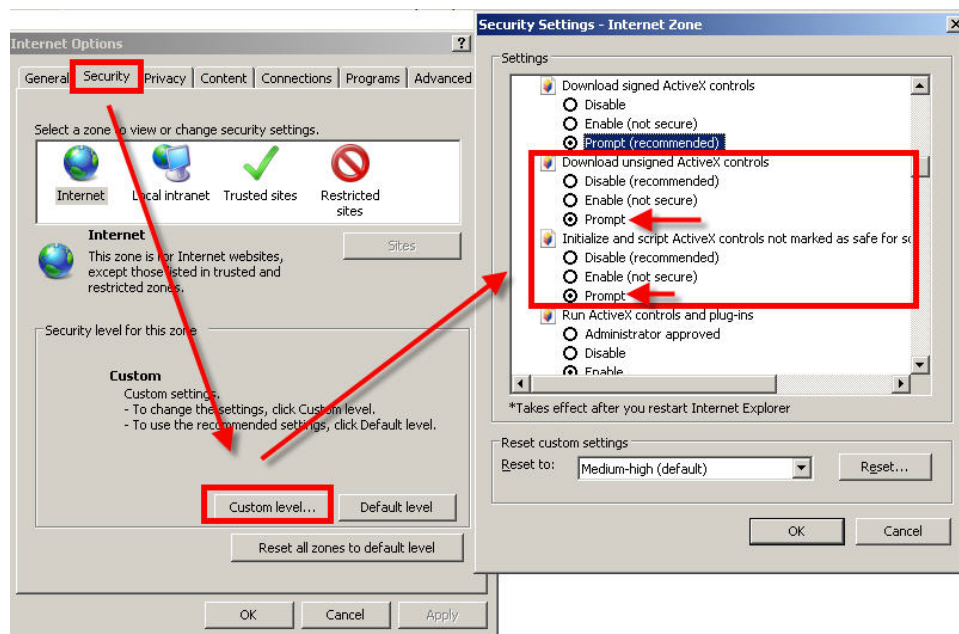 Internet Options
?
General Security Privacy Content Connections Programs Advanced
Select a zone to view or change security settings.
Internet Local intranet Trusted sites Restricted
sites
Internet
Sites
This zone is for Internet websites,
except those listed in trusted and
restricted zones.
Security level for this zone
Custom
Custom settings.
- To change the settings, click Custom level.
- To use the recommended settings, click Default level.
Custom level... Default level
Reset all zones to default level
OK Cancel Apply
Security Settings - Internet Zone
Settings
Download signed ActiveX controls
Disable
Enable (not secure)
Prompt (recommended)
Download unsigned ActiveX controls
Disable (recommended)
Enable (not secure)
Prompt
Initialize and script ActiveX controls not marked as safe for sc
Disable (recommended)
Enable (not secure)
Prompt
Run ActiveX controls and plug-ins
Administrator approved
Disable
Enable
*Takes effect after you restart Internet Explorer
Reset custom settings
Reset to: Medium-high (default) Reset...
OK Cancel